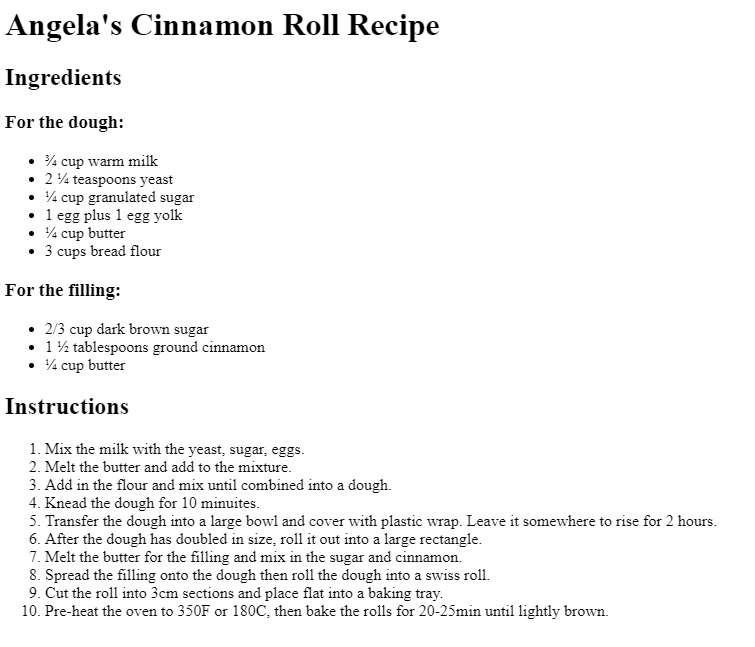 Angela's Cinnamon Roll Recipe
Ingredients
For the dough:
• ¾ cup warm milk
• 2 ¼ teaspoons yeast
• ¼ cup granulated sugar
• 1 egg plus 1 egg yolk
• ¼ cup butter
• 3 cups bread flour
For the filling:
• 2/3 cup dark brown sugar
• 1 ½ tablespoons ground cinnamon
• ¼ cup butter
Instructions
1. Mix the milk with the yeast, sugar, eggs.
2. Melt the butter and add to the mixture.
3. Add in the flour and mix until combined into a dough.
4. Knead the dough for 10 minuites.
5. Transfer the dough into a large bowl and cover with plastic wrap. Leave it somewhere to rise for 2 hours.
6. After the dough has doubled in size, roll it out into a large rectangle.
7. Melt the butter for the filling and mix in the sugar and cinnamon.
8. Spread the filling onto the dough then roll the dough into a swiss roll.
9. Cut the roll into 3cm sections and place flat into a baking tray.
10. Pre-heat the oven to 350F or 180C, then bake the rolls for 20-25min until lightly brown.